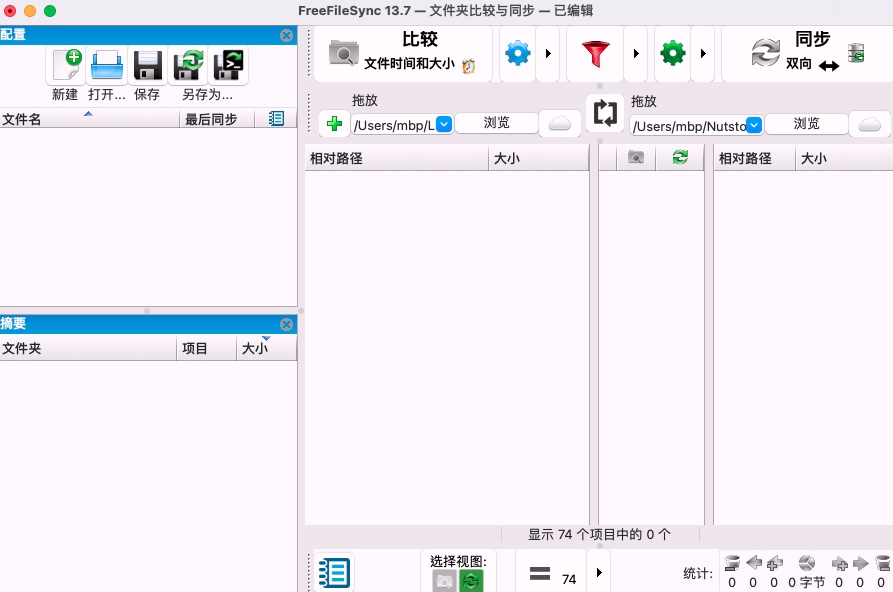 FreeFileSync 13.7 — 文件夹比较与同步 — 已编辑
配置
新建 打开... 保存 另存为...
文件名 最后同步
比较
文件时间和大小
同步
双向
拖放
/Users/mbp/L 浏览
拖放
/Users/mbp/Nutsto 浏览
相对路径 大小
相对路径 大小
摘要
文件夹 项目 大小
显示 74 个项目中的 0 个
选择视图:
74
统计:
0 0 0 0 字节 0 0 0